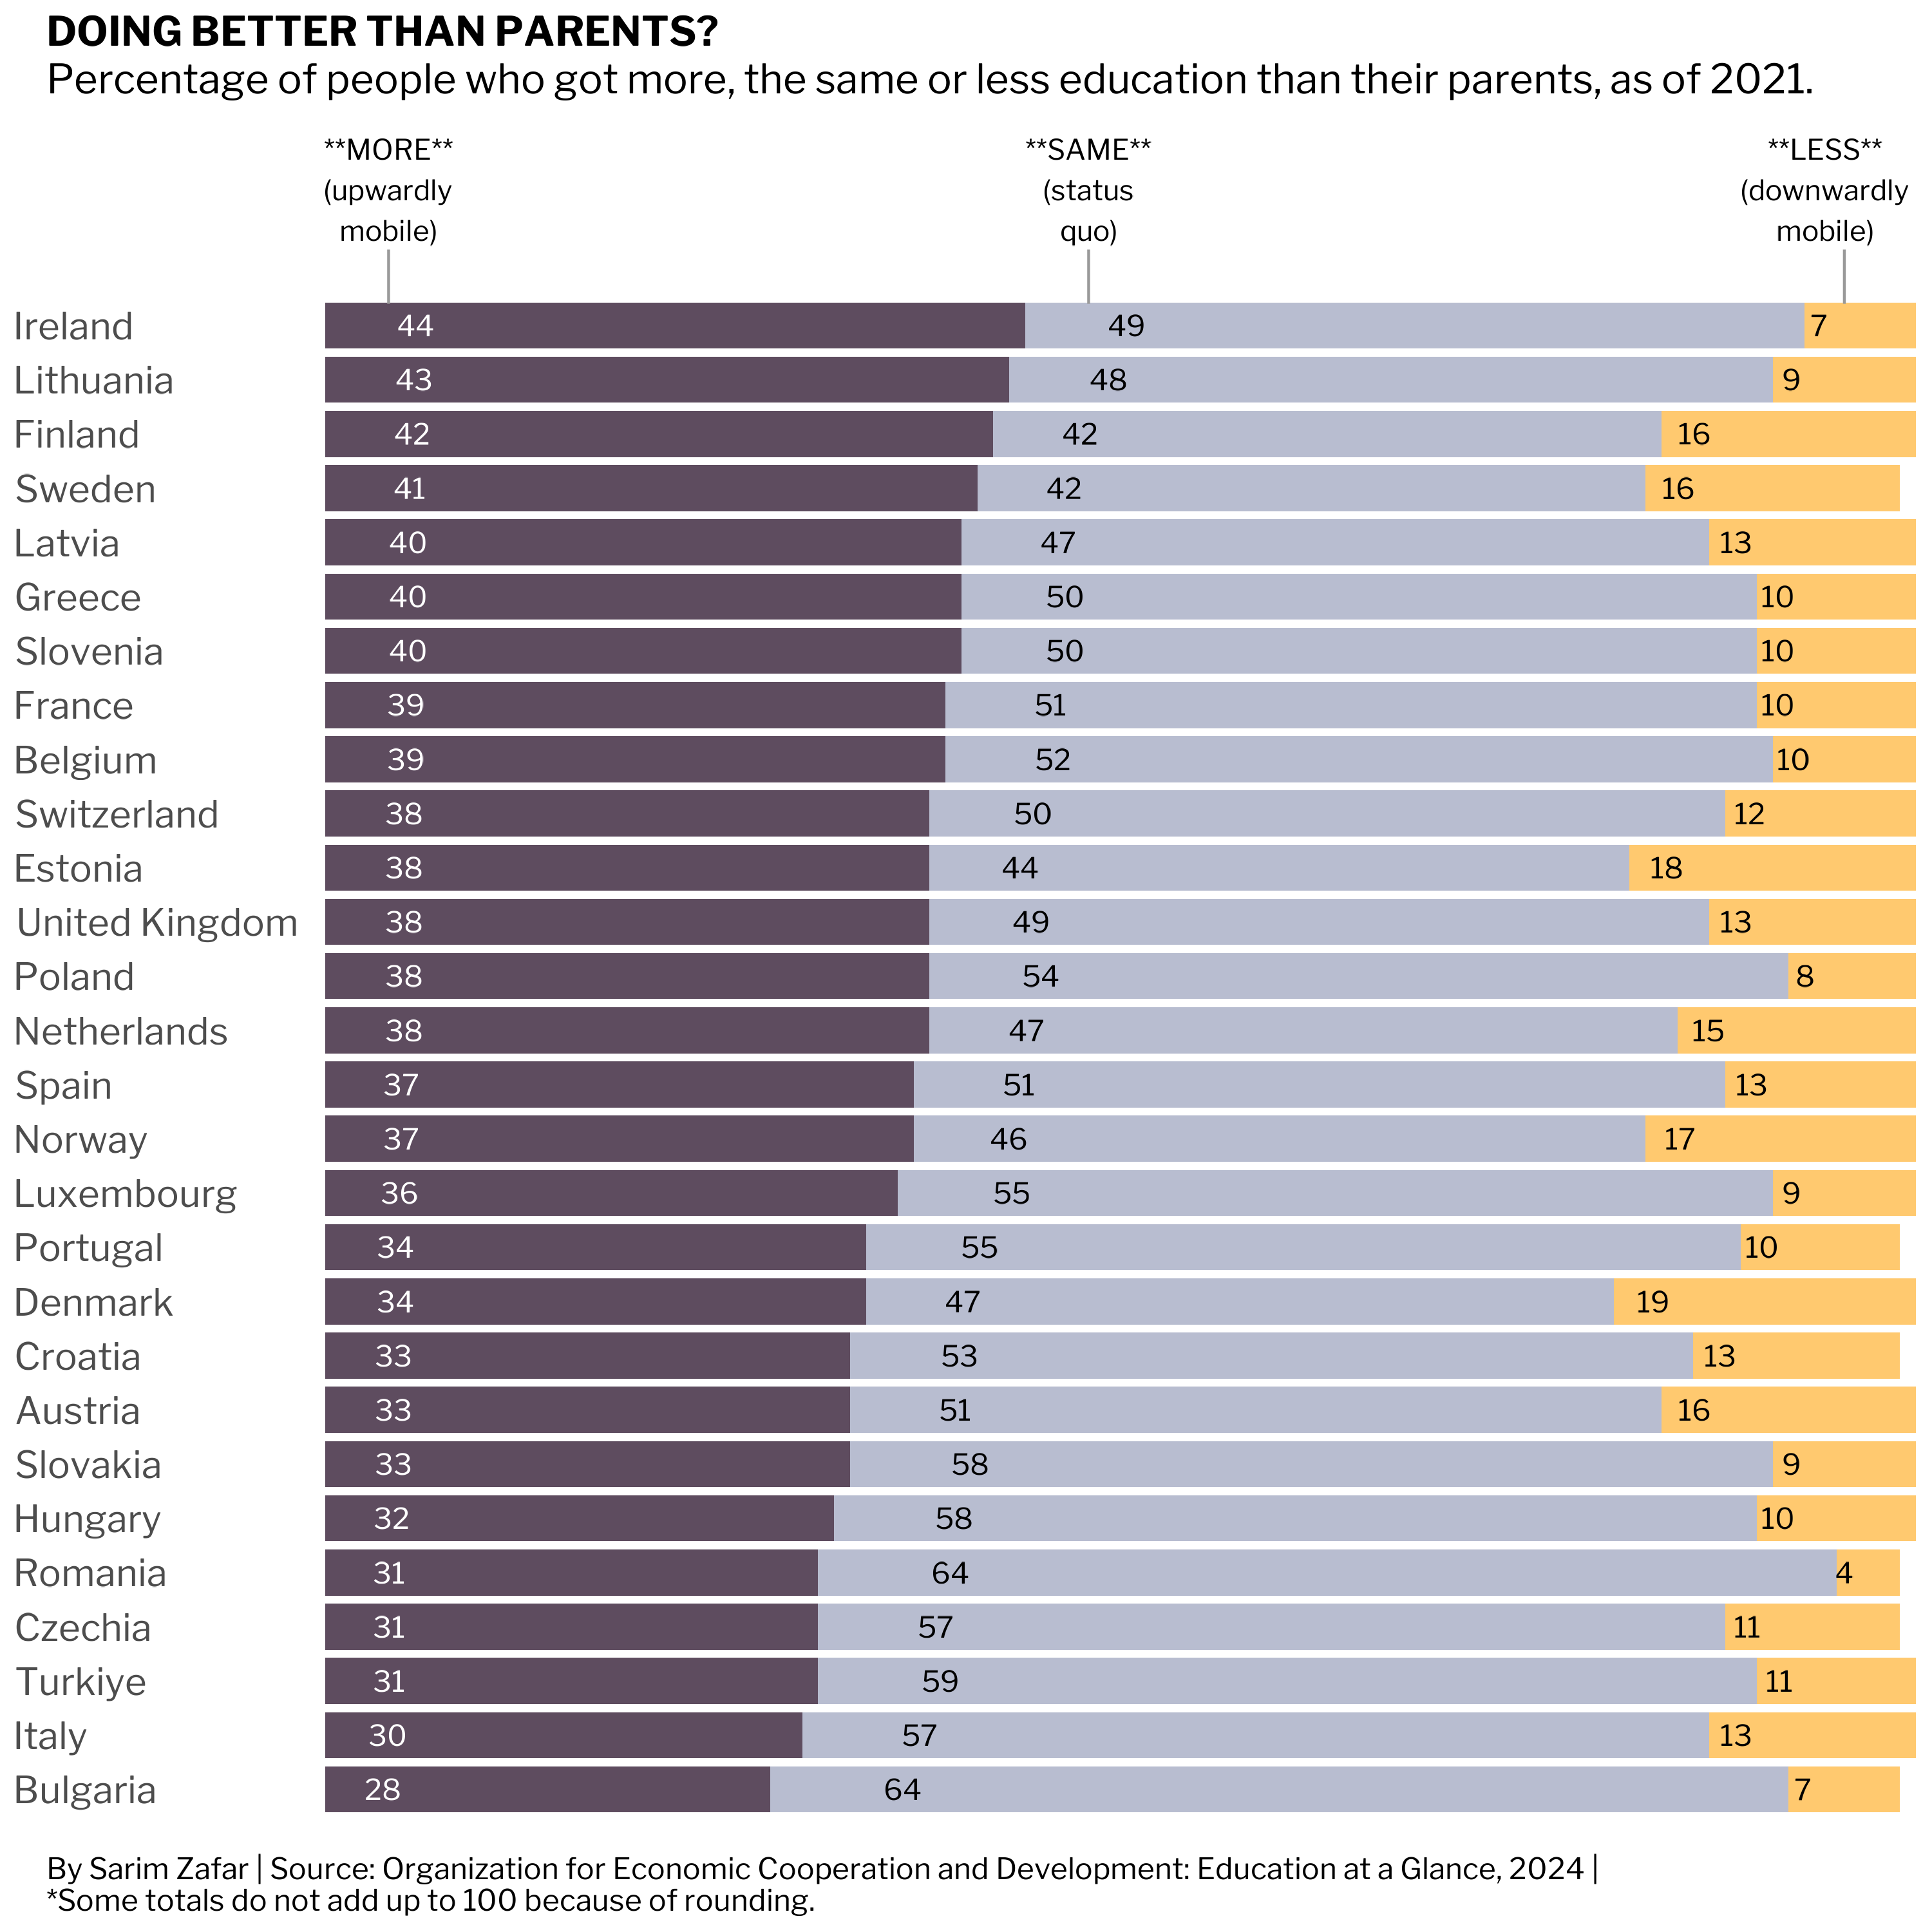 DOING BETTER THAN PARENTS?
Percentage of people who got more, the same or less education than their parents, as of 2021.
**MORE** **SAME** **LESS**
(upwardly (status (downwardly
mobile) quo) mobile)
Ireland 44 49 7
Lithuania 43 48 9
Finland 42 42 16
Sweden 41 42 16
Latvia 40 47 13
Greece 40 50 10
Slovenia 40 50 10
France 39 51 10
Belgium 39 52 10
Switzerland 38 50 12
Estonia 38 44 18
United Kingdom 38 49 13
Poland 38 54 8
Netherlands 38 47 15
Spain 37 51 13
Norway 37 46 17
Luxembourg 36 55 9
Portugal 34 55 10
Denmark 34 47 19
Croatia 33 53 13
Austria 33 51 16
Slovakia 33 58 9
Hungary 32 58 10
Romania 31 64 4
Czechia 31 57 11
Turkiye 31 59 11
Italy 30 57 13
Bulgaria 28 64 7
By Sarim Zafar | Source: Organization for Economic Cooperation and Development: Education at a Glance, 2024 |
*Some totals do not add up to 100 because of rounding.